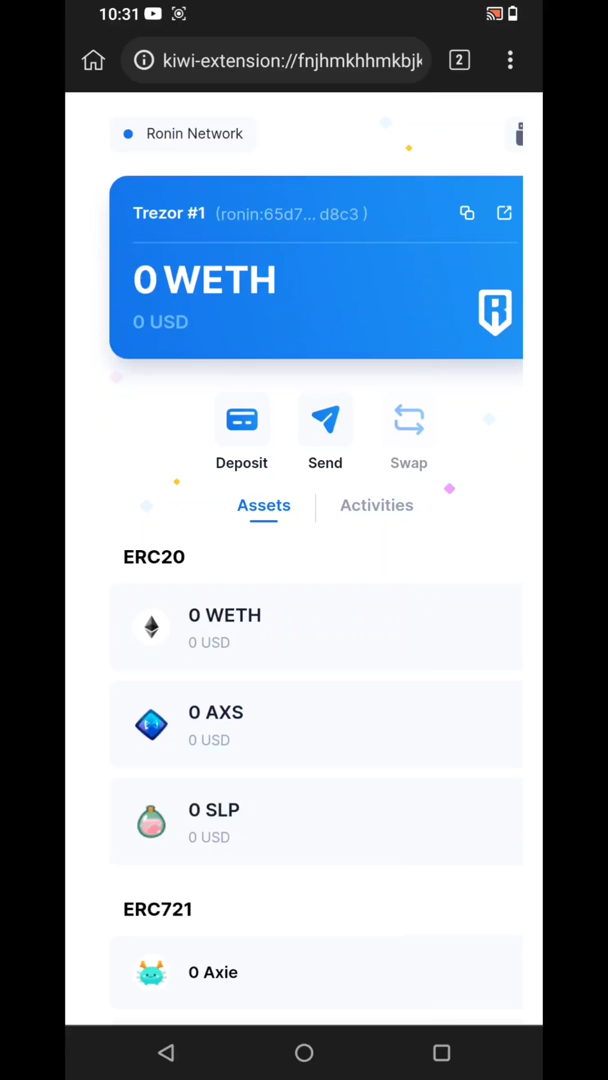 10:31
kiwi-extension://fnjhmkhhmkbjk
2
Ronin Network
Trezor #1 (ronin:65d7... d8c3 )
0 WETH
0 USD
Deposit
Send
Swap
Assets
Activities
ERC20
0 WETH
0 USD
0 AXS
0 USD
0 SLP
0 USD
ERC721
0 Axie